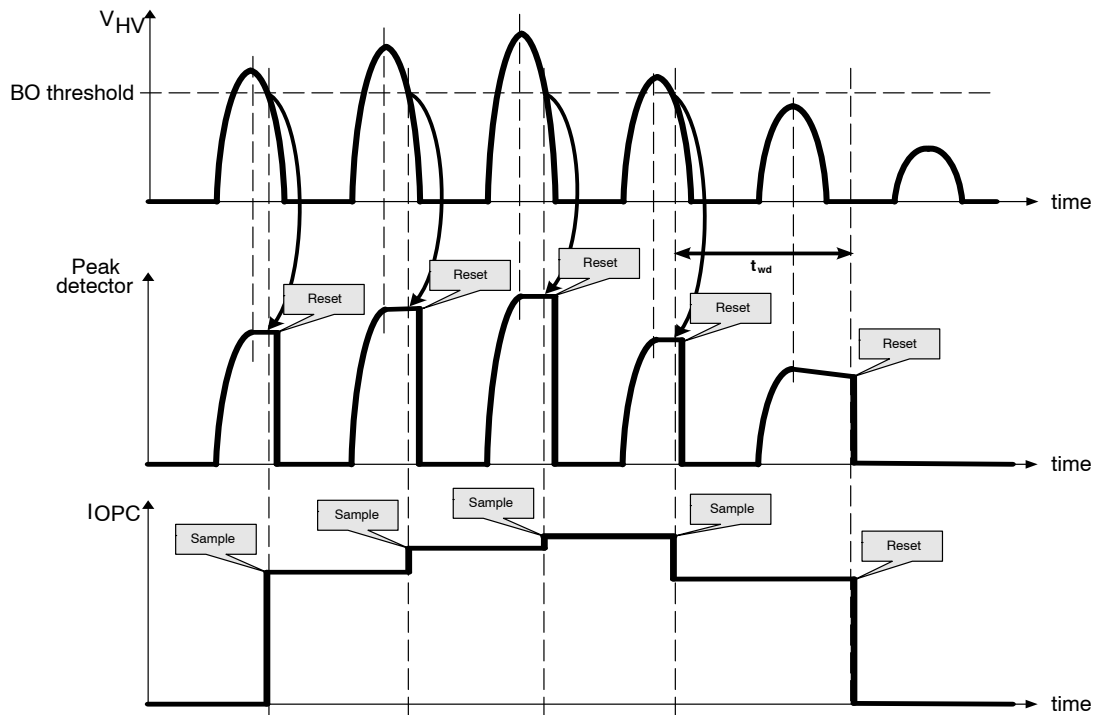 VHV
BO threshold
time
Peak
detector
Reset
Reset
Reset
Reset
twd
Reset
time
IOPC
Sample
Sample
Sample
Sample
Reset
time